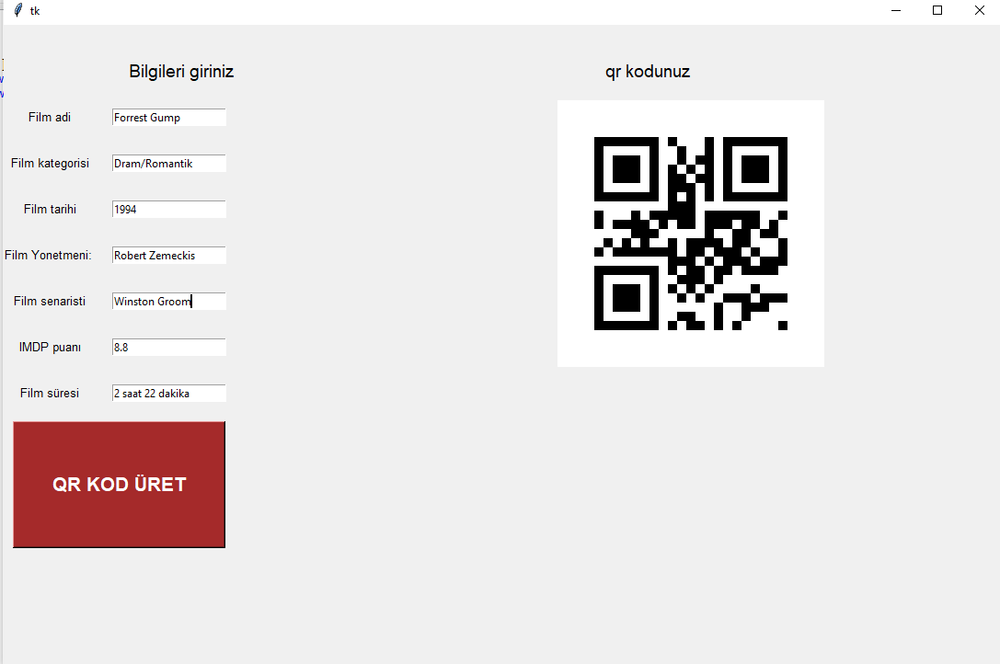 tk
Bilgileri giriniz
qr kodunuz
Film adi
Forrest Gump
Film kategorisi
Dram/Romantik
Film tarihi
1994
Film Yonetmeni:
Robert Zemeckis
Film senaristi
Winston Groom
IMDP puanı
8.8
Film süresi
2 saat 22 dakika
QR KOD ÜRET